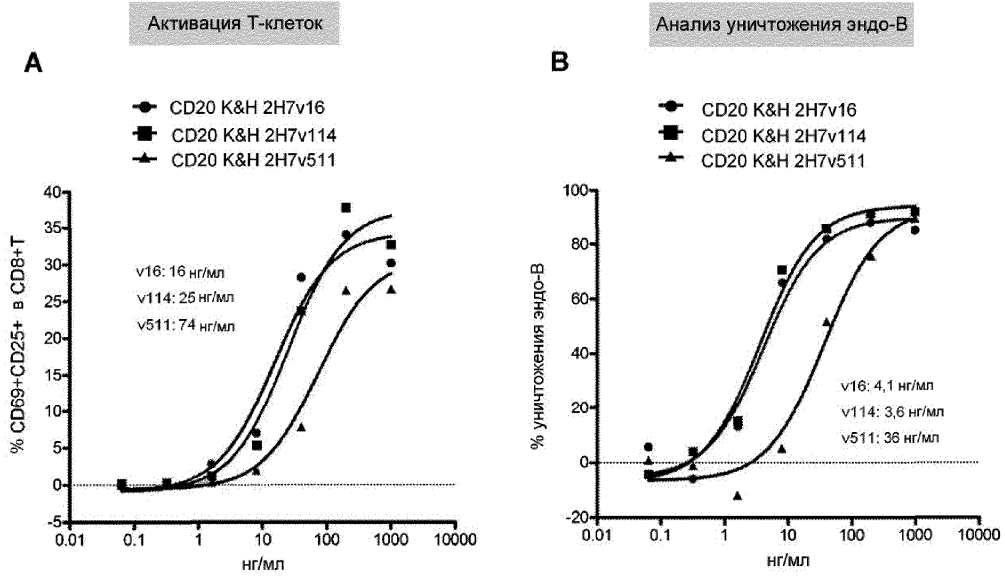 Активация Т-клеток
A
CD20 K&H 2H7v16
CD20 K&H 2H7v114
CD20 K&H 2H7v511
% CD69+CD25+ в CD8+T
40
35
30
25
20
15
10
5
0
-5
v16: 16 нг/мл
v114: 25 нг/мл
v511: 74 нг/мл
0.01
0.1
1
10
100
1000
10000
нг/мл
Анализ уничтожения эндо-В
B
CD20 K&H 2H7v16
CD20 K&H 2H7v114
CD20 K&H 2H7v511
% уничтожения эндо-В
100
80
60
40
20
0
-20
v16: 4,1 нг/мл
v114: 3,6 нг/мл
v511: 36 нг/мл
0.01
0.1
1
10
100
1000
10000
нг/мл